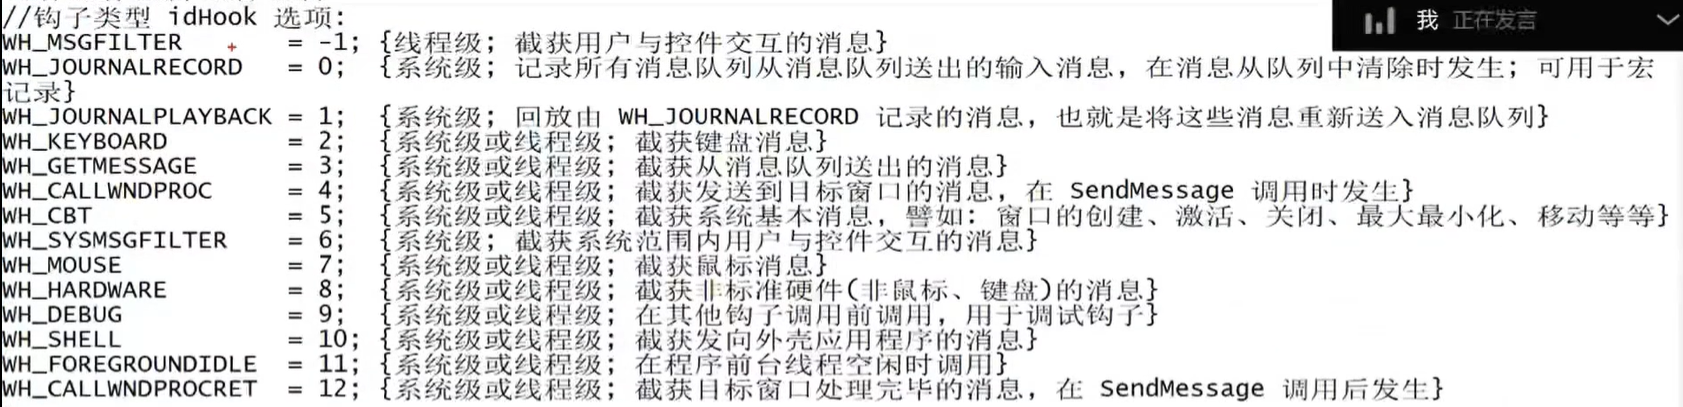 //钩子类型 idHook 选项:
WH_MSGFILTER = -1; {线程级; 截获用户与控件交互的消息}
WH_JOURNALRECORD = 0; {系统级; 记录所有消息队列从消息队列送出的输入消息, 在消息从队列中清除时发生; 可用于宏
记录}
WH_JOURNALPLAYBACK = 1; {系统级; 回放由 WH_JOURNALRECORD 记录的消息, 也就是将这些消息重新送入消息队列}
WH_KEYBOARD = 2; {系统级或线程级; 截获键盘消息}
WH_GETMESSAGE = 3; {系统级或线程级; 截获从消息队列送出的消息}
WH_CALLWNDPROC = 4; {系统级或线程级; 截获发送到目标窗口的消息, 在 SendMessage 调用时发生}
WH_CBT = 5; {系统级或线程级; 截获系统基本消息, 譬如: 窗口的创建、激活、关闭、最大最小化、移动等等}
WH_SYSMSGFILTER = 6; {系统级; 截获系统范围内用户与控件交互的消息}
WH_MOUSE = 7; {系统级或线程级; 截获鼠标消息}
WH_HARDWARE = 8; {系统级或线程级; 截获非标准硬件(非鼠标、键盘)的消息}
WH_DEBUG = 9; {系统级或线程级; 在其他钩子调用前调用, 用于调试钩子}
WH_SHELL = 10; {系统级或线程级; 截获发向外壳应用程序的消息}
WH_FOREGROUNDIDLE = 11; {系统级或线程级; 在程序前台线程空闲时调用}
WH_CALLWNDPROCRET = 12; {系统级或线程级; 截获目标窗口处理完毕的消息, 在 SendMessage 调用后发生}
我 正在发言